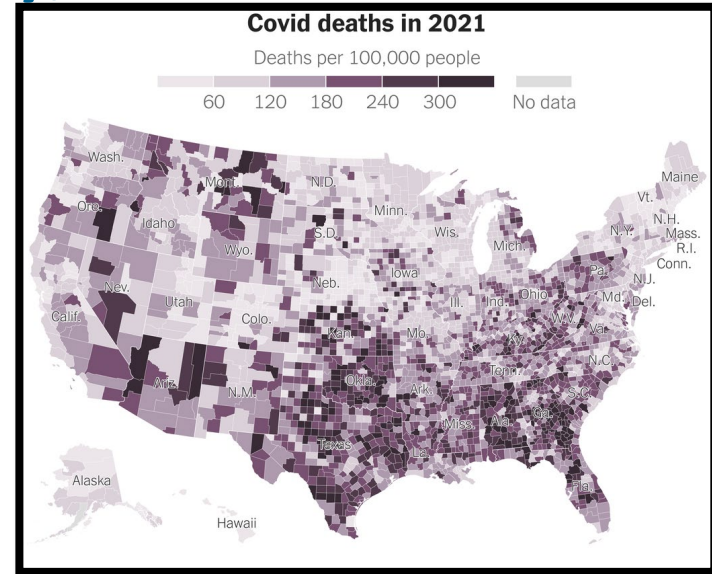 Covid deaths in 2021
Deaths per 100,000 people
60 120 180 240 300 No data
Wash.
Maine
Mont.
N.D.
Vt.
Minn.
Ore.
N.H.
Idaho
S.D.
Wis.
N.Y.
Mass.
Mich.
R.I.
Wyo.
Conn.
Iowa
Pa.
Neb.
N.J.
Nev.
Ohio
Utah
Ill.
Ind.
Md.
Del.
Calif.
Colo.
W.V.
Kan.
Mo.
Ky.
Va.
N.C.
Tenn.
Ariz.
Okla.
Ark.
N.M.
S.C.
Miss.
Ala.
Ga.
Texas
La.
Alaska
Fla.
Hawaii